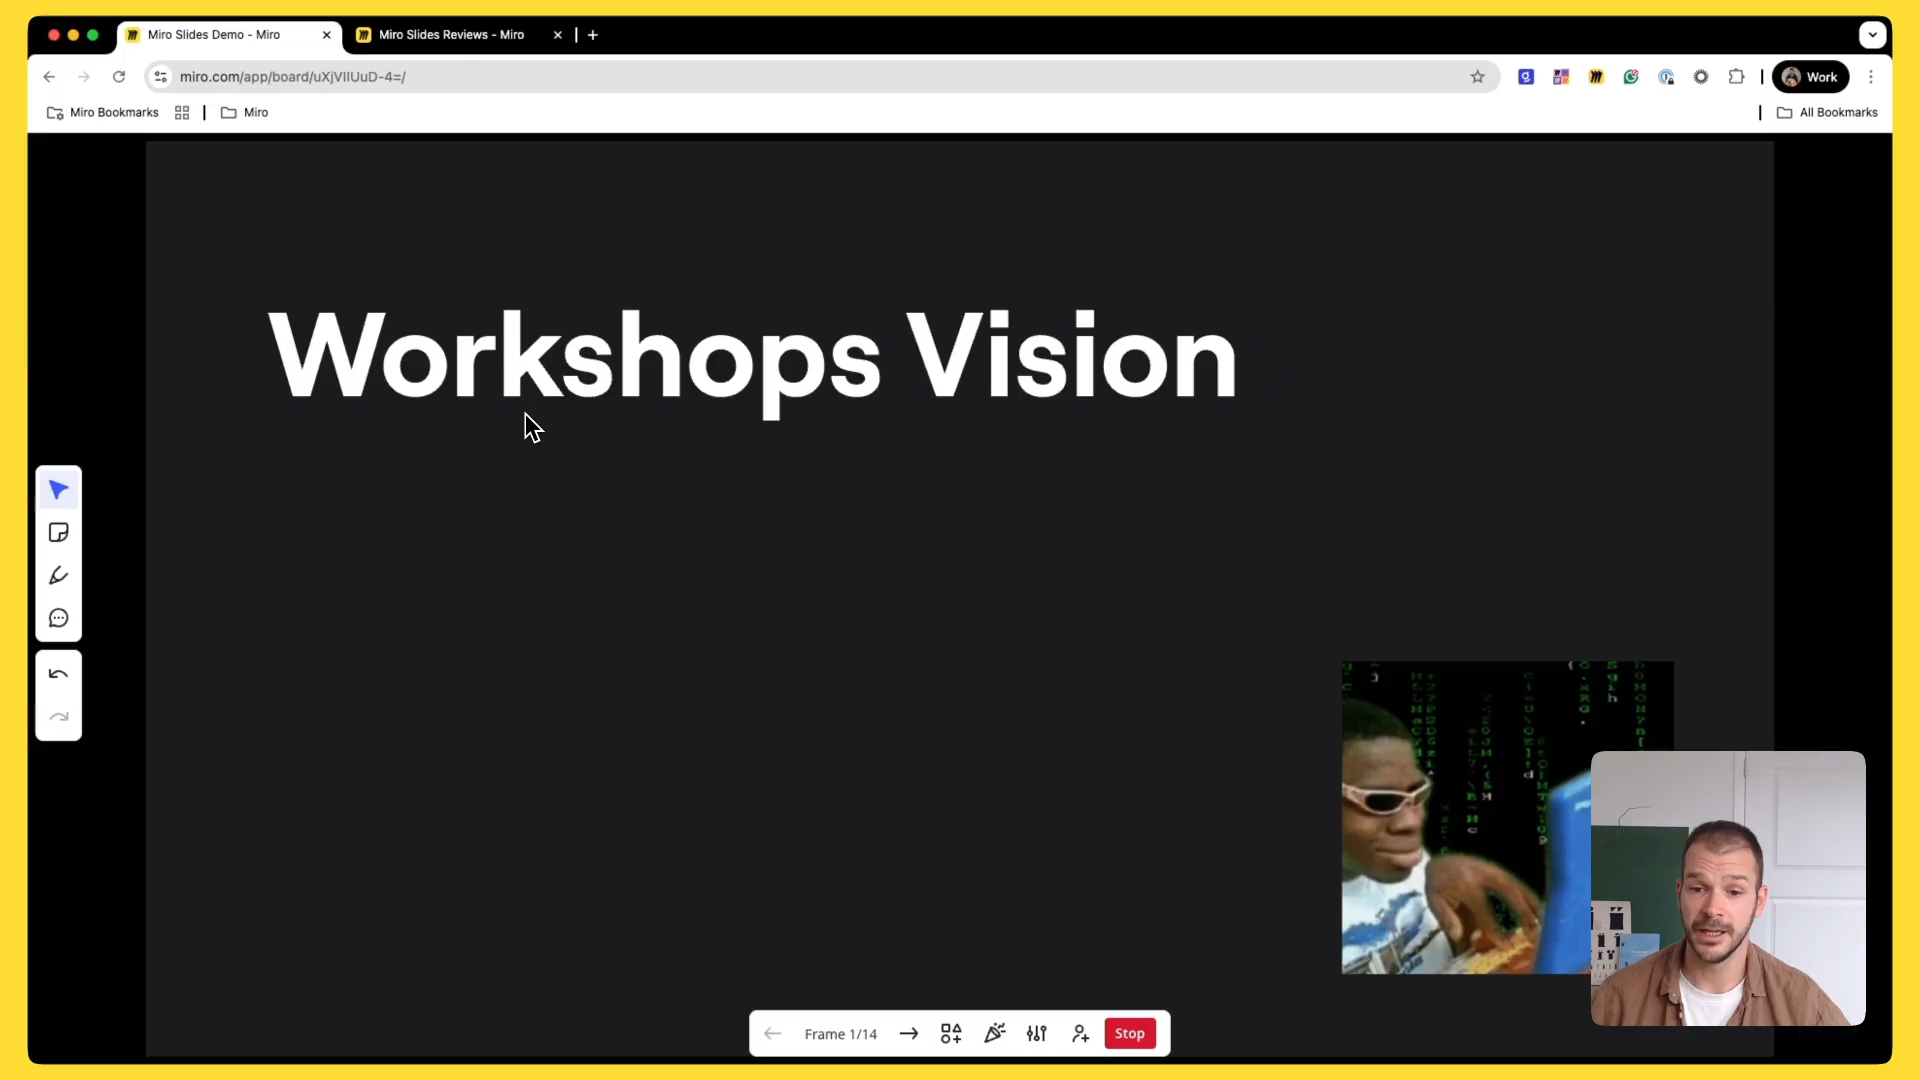 Miro Slides Demo - Miro
Miro Slides Reviews - Miro
miro.com/app/board/uXjVIIUuD-4=/
Work
Miro Bookmarks
Miro
All Bookmarks
Workshops Vision
Frame 1/14
Stop